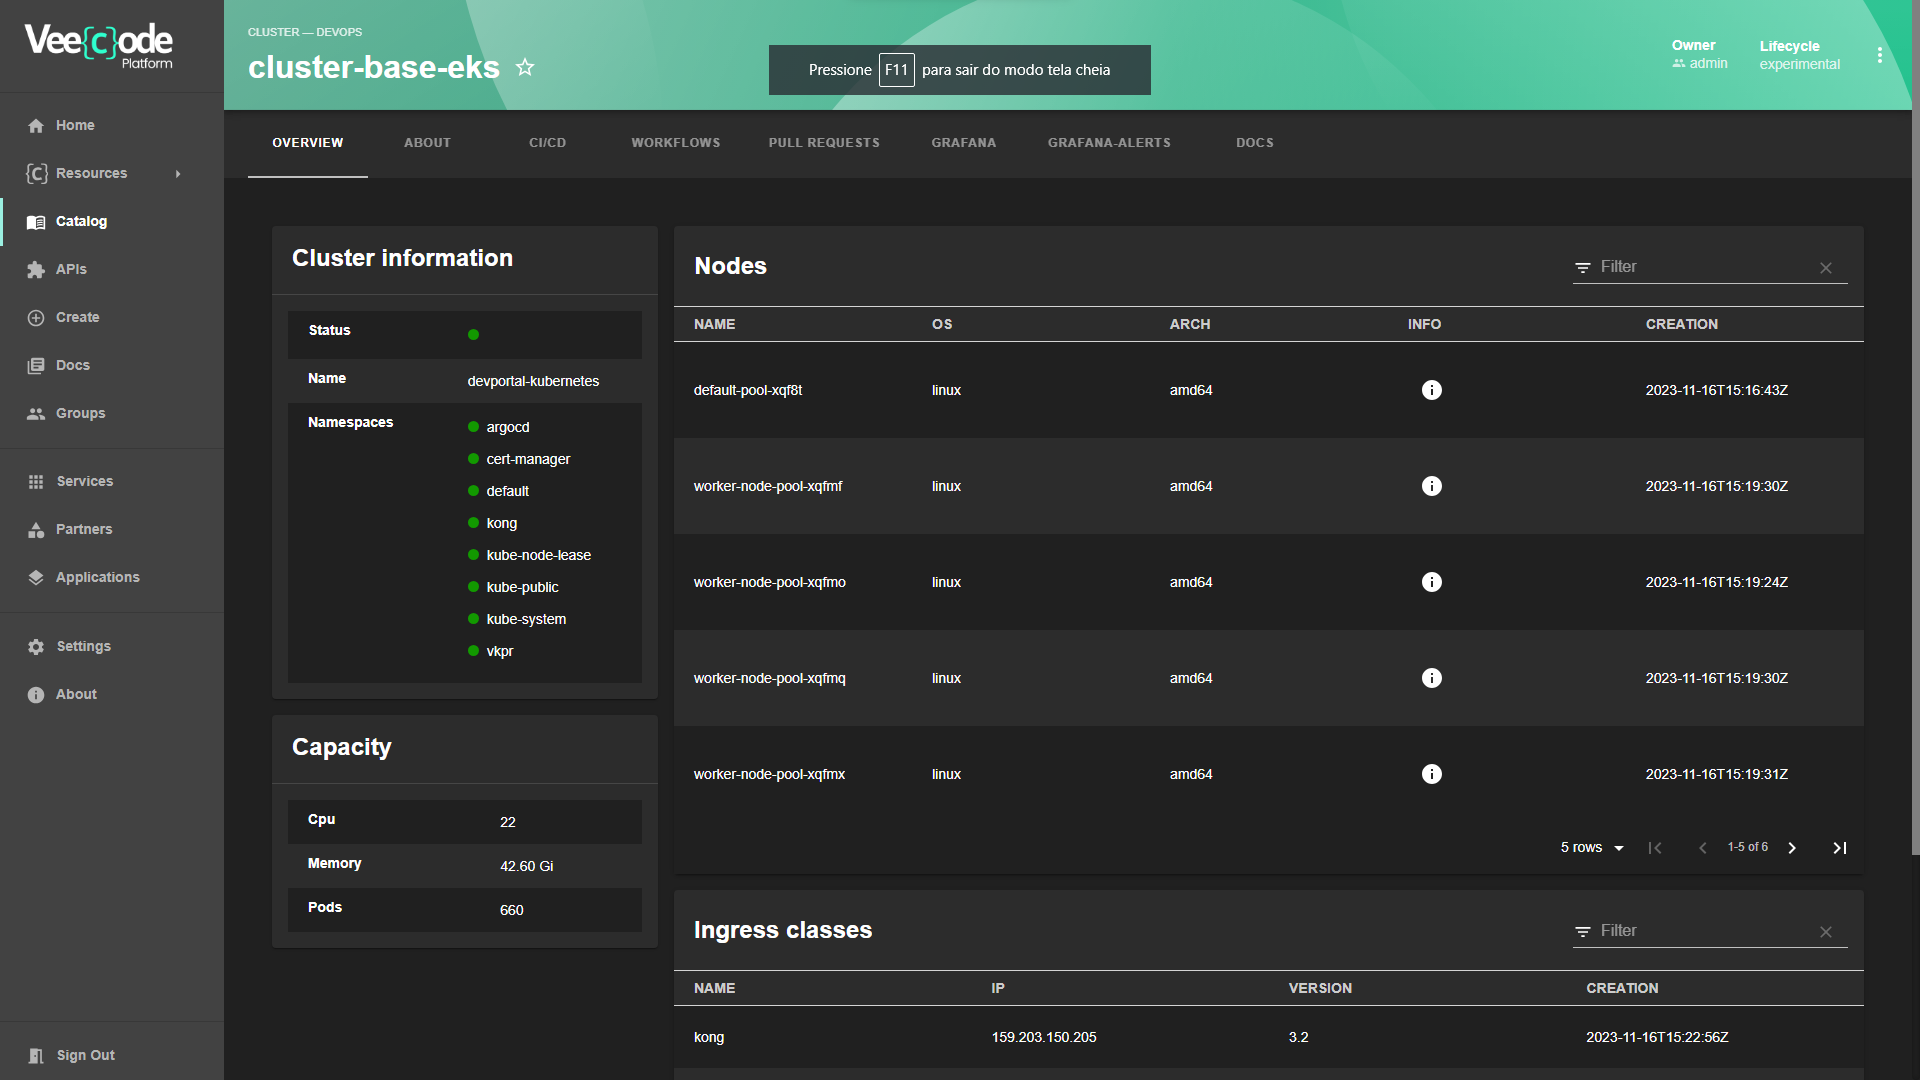 Vee{c}ode
Platform
Home
Resources
Catalog
APIs
Create
Docs
Groups
Services
Partners
Applications
Settings
About
Sign Out
CLUSTER — DEVOPS
cluster-base-eks
Pressione F11 para sair do modo tela cheia
Owner
admin
Lifecycle
experimental
OVERVIEW ABOUT CI/CD WORKFLOWS PULL REQUESTS GRAFANA GRAFANA-ALERTS DOCS
Cluster information
Status
Name devportal-kubernetes
Namespaces argocd
cert-manager
default
kong
kube-node-lease
kube-public
kube-system
vkpr
Capacity
Cpu 22
Memory 42.60 Gi
Pods 660
Nodes
Filter
NAME OS ARCH INFO CREATION
default-pool-xqf8t linux amd64 2023-11-16T15:16:43Z
worker-node-pool-xqfmf linux amd64 2023-11-16T15:19:30Z
worker-node-pool-xqfmo linux amd64 2023-11-16T15:19:24Z
worker-node-pool-xqfmq linux amd64 2023-11-16T15:19:30Z
worker-node-pool-xqfmx linux amd64 2023-11-16T15:19:31Z
5 rows 1-5 of 6
Ingress classes
Filter
NAME IP VERSION CREATION
kong 159.203.150.205 3.2 2023-11-16T15:22:56Z